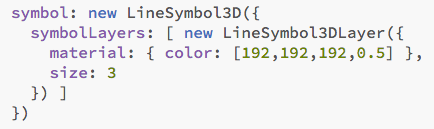 symbol: new LineSymbol3D({
  symbolLayers: [ new LineSymbol3DLayer({
    material: { color: [192,192,192,0.5] },
    size: 3
  }) ]
})